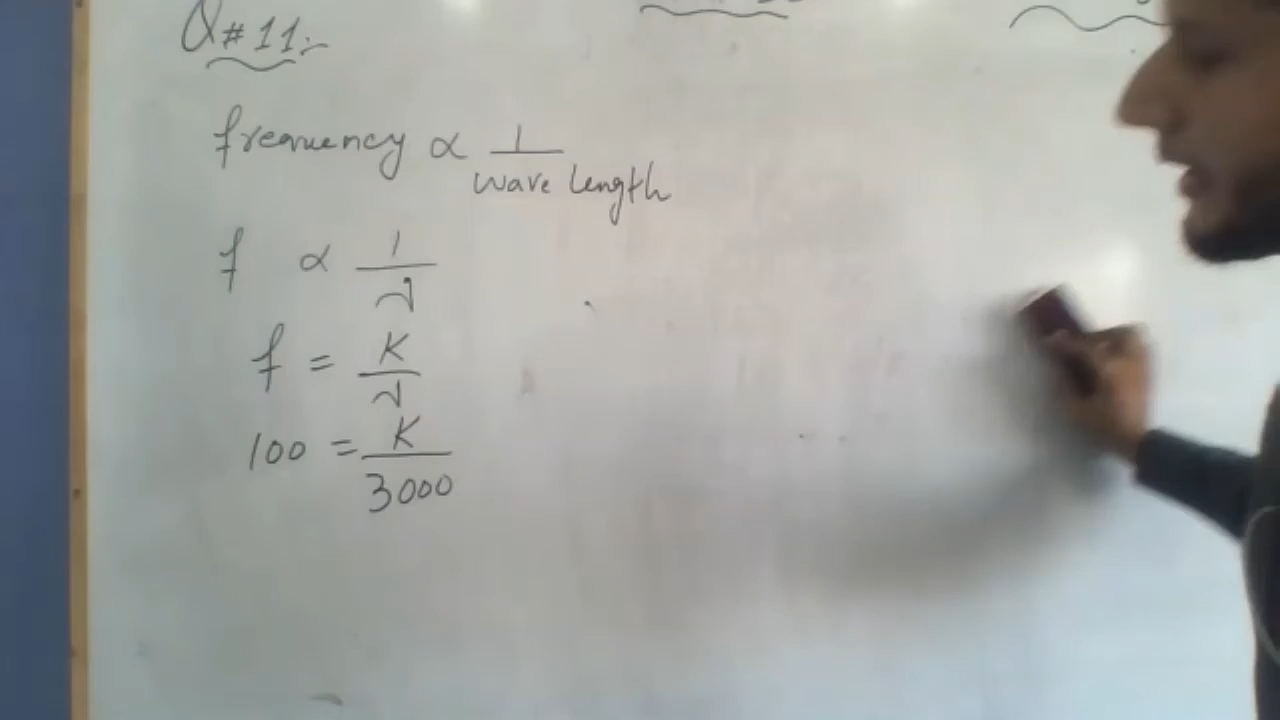 Q#11:-
frequency ∝ 1/wave length
f ∝ 1/λ
f = K/λ
100 = K/3000